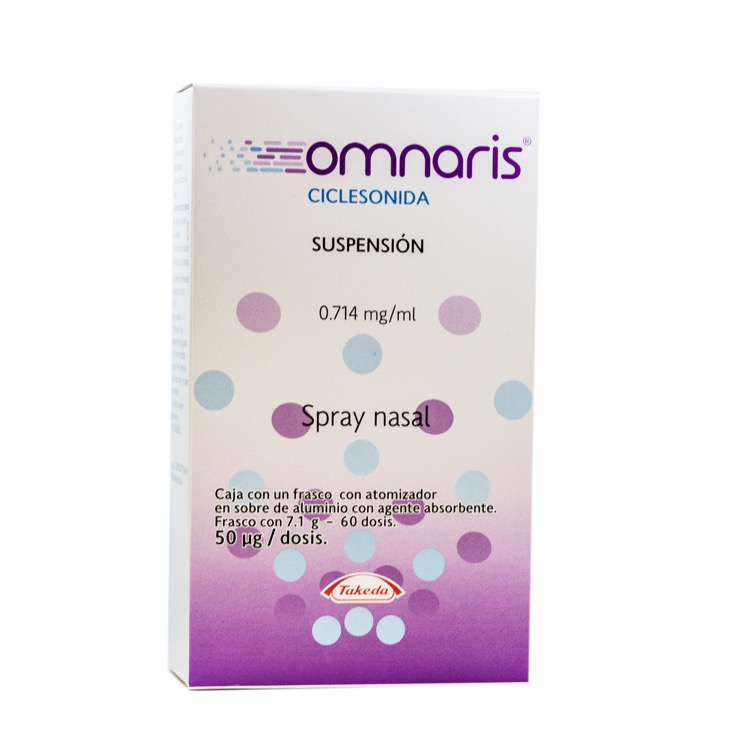 omnaris®
CICLESONIDA
SUSPENSIÓN
0.714 mg/ml
Spray nasal
Caja con un frasco con atomizador
en sobre de aluminio con agente absorbente.
Frasco con 7.1 g - 60 dosis.
50 µg / dosis.
Takeda